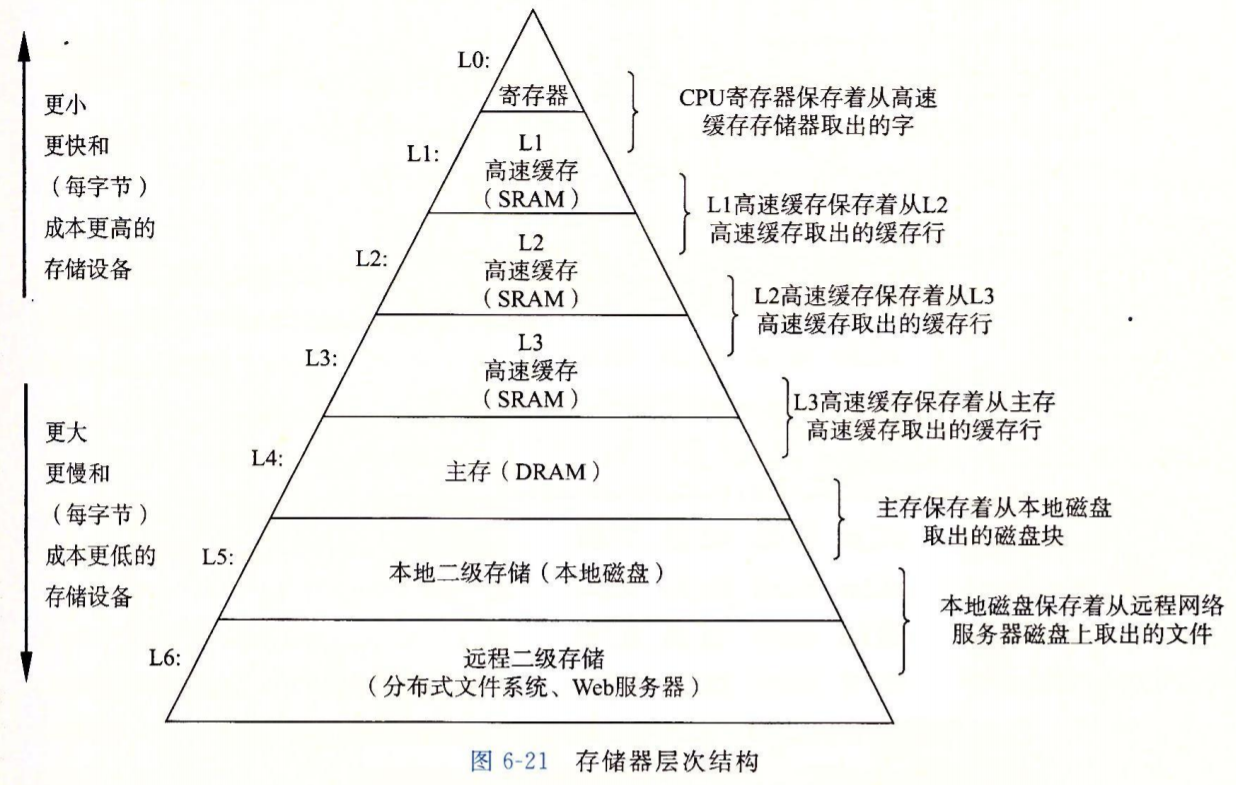 更小
更快和
（每字节）
成本更高的
存储设备
更大
更慢和
（每字节）
成本更低的
存储设备
L0:
寄存器
CPU寄存器保存着从高速
缓存存储器取出的字
L1:
L1
高速缓存
（SRAM）
L1高速缓存保存着从L2
高速缓存取出的缓存行
L2:
L2
高速缓存
（SRAM）
L2高速缓存保存着从L3
高速缓存取出的缓存行
L3:
L3
高速缓存
（SRAM）
L3高速缓存保存着从主存
高速缓存取出的缓存行
L4:
主存（DRAM）
主存保存着从本地磁盘
取出的磁盘块
L5:
本地二级存储（本地磁盘）
本地磁盘保存着从远程网络
服务器磁盘上取出的文件
L6:
远程二级存储
（分布式文件系统、Web服务器）
图 6-21 存储器层次结构